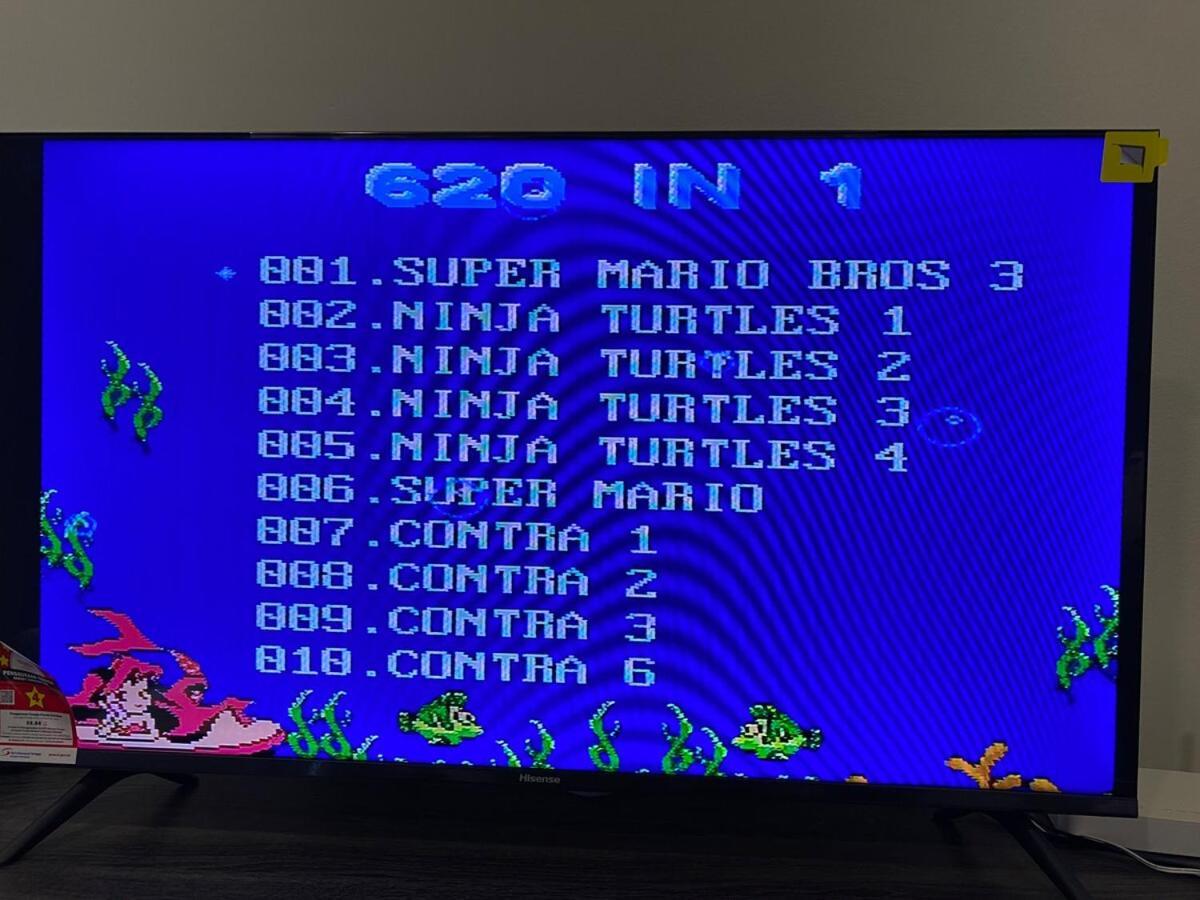 620 IN 1
001.SUPER MARIO BROS 3
002.NINJA TURTLES 1
003.NINJA TURTLES 2
004.NINJA TURTLES 3
005.NINJA TURTLES 4
006.SUPER MARIO
007.CONTRA 1
008.CONTRA 2
009.CONTRA 3
010.CONTRA 6
4
Hisense